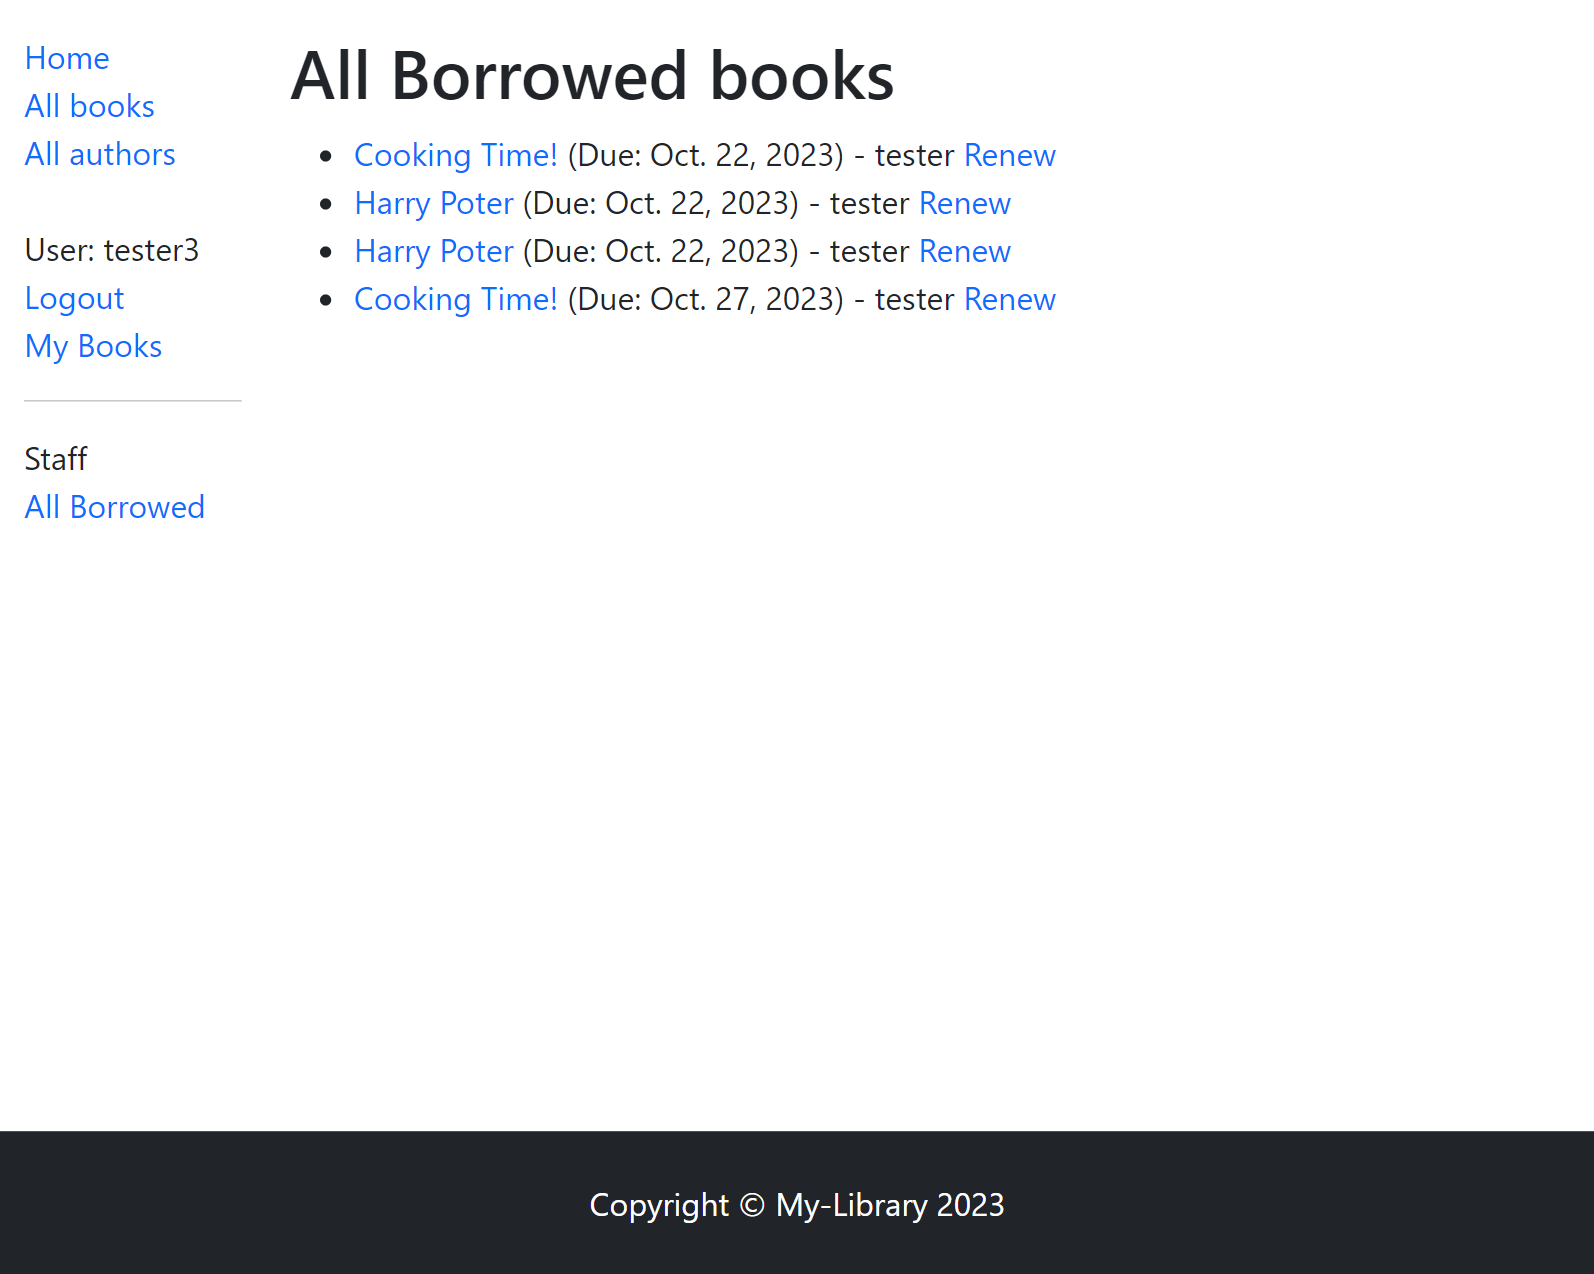 Home
All books
All authors
User: tester3
Logout
My Books
Staff
All Borrowed
All Borrowed books
Cooking Time! (Due: Oct. 22, 2023) - tester Renew
Harry Poter (Due: Oct. 22, 2023) - tester Renew
Harry Poter (Due: Oct. 22, 2023) - tester Renew
Cooking Time! (Due: Oct. 27, 2023) - tester Renew
Copyright © My-Library 2023